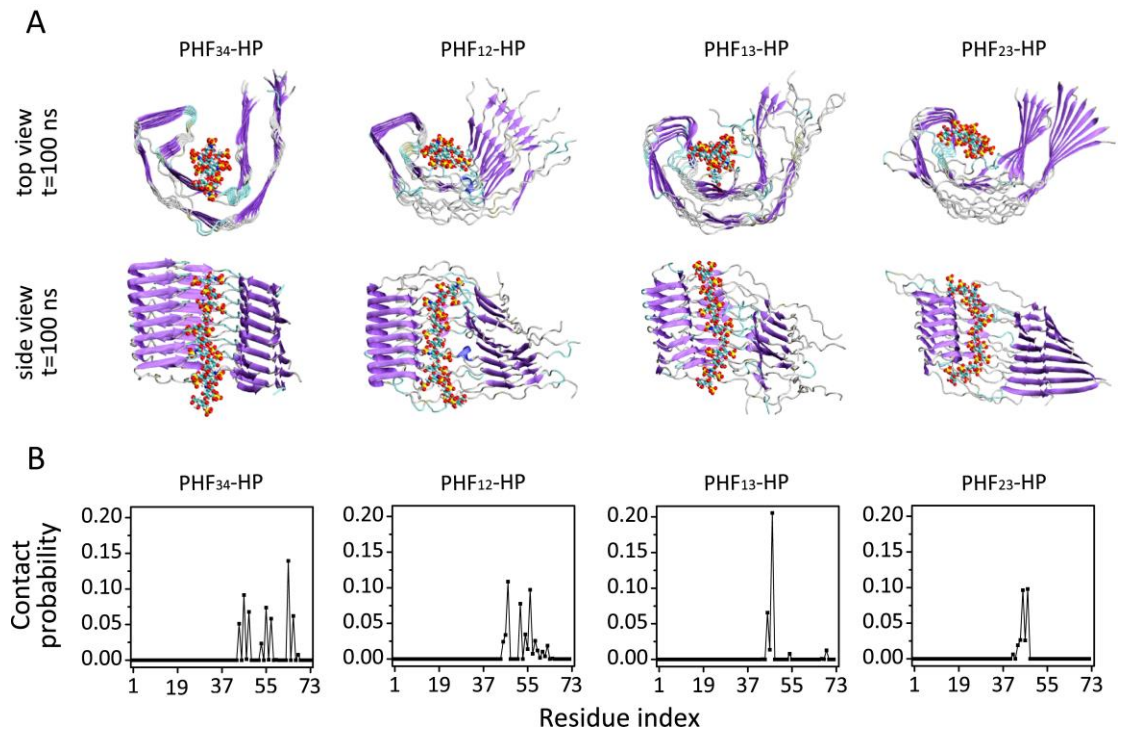 A
PHF34-HP PHF12-HP PHF13-HP PHF23-HP
top view
t=100 ns
side view
t=100 ns
B
PHF34-HP PHF12-HP PHF13-HP PHF23-HP
Contact
probability
0.20 0.20 0.20 0.20
0.15 0.15 0.15 0.15
0.10 0.10 0.10 0.10
0.05 0.05 0.05 0.05
0.00 0.00 0.00 0.00
1 19 37 55 73 1 19 37 55 73 1 19 37 55 73 1 19 37 55 73
Residue index